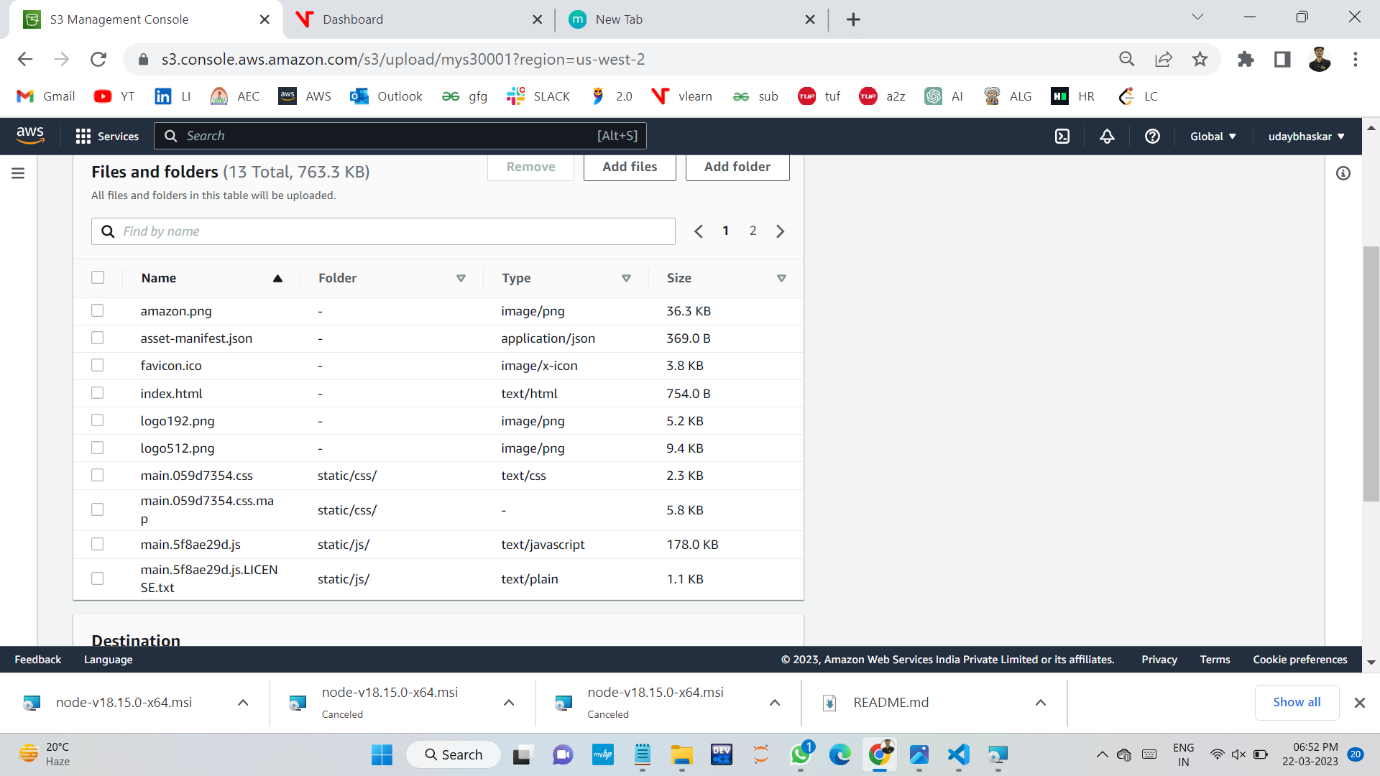 S3 Management Console
Dashboard
New Tab
s3.console.aws.amazon.com/s3/upload/mys30001?region=us-west-2
Gmail YT LI AEC AWS Outlook gfg SLACK 2.0 vlearn sub tuf a2z AI ALG HR LC
aws Services Search [Alt+S] Global udaybhaskar
Files and folders (13 Total, 763.3 KB) Remove Add files Add folder
All files and folders in this table will be uploaded.
Find by name 1 2
Name Folder Type Size
amazon.png - image/png 36.3 KB
asset-manifest.json - application/json 369.0 B
favicon.ico - image/x-icon 3.8 KB
index.html - text/html 754.0 B
logo192.png - image/png 5.2 KB
logo512.png - image/png 9.4 KB
main.059d7354.css static/css/ text/css 2.3 KB
main.059d7354.css.ma
p static/css/ - 5.8 KB
main.5f8ae29d.js static/js/ text/javascript 178.0 KB
main.5f8ae29d.js.LICEN
SE.txt static/js/ text/plain 1.1 KB
Destination
Feedback Language © 2023, Amazon Web Services India Private Limited or its affiliates. Privacy Terms Cookie preferences
node-v18.15.0-x64.msi
node-v18.15.0-x64.msi
Canceled
node-v18.15.0-x64.msi
Canceled
README.md
Show all
20°C
Haze
Search
DEV
1
ENG
IN
06:52 PM
22-03-2023
20